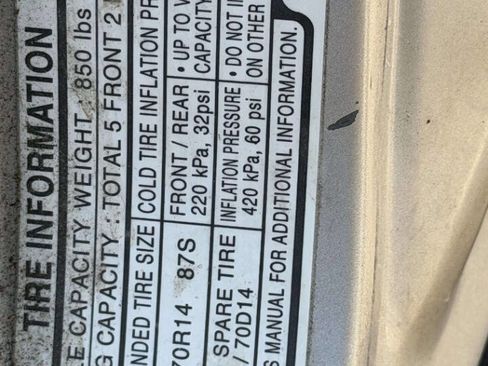 TIRE INFORMATION
E CAPACITY WEIGHT : 850 lbs
G CAPACITY : TOTAL 5 FRONT 2
NDED TIRE SIZE COLD TIRE INFLATION PR
70R14 87S
FRONT / REAR
220 kPa, 32psi
• UP TO V
CAPACITY
SPARE TIRE
/ 70D14
INFLATION PRESSURE
420 kPa, 60 psi
• DO NOT I
ON OTHER
S MANUAL FOR ADDITIONAL INFORMATION.